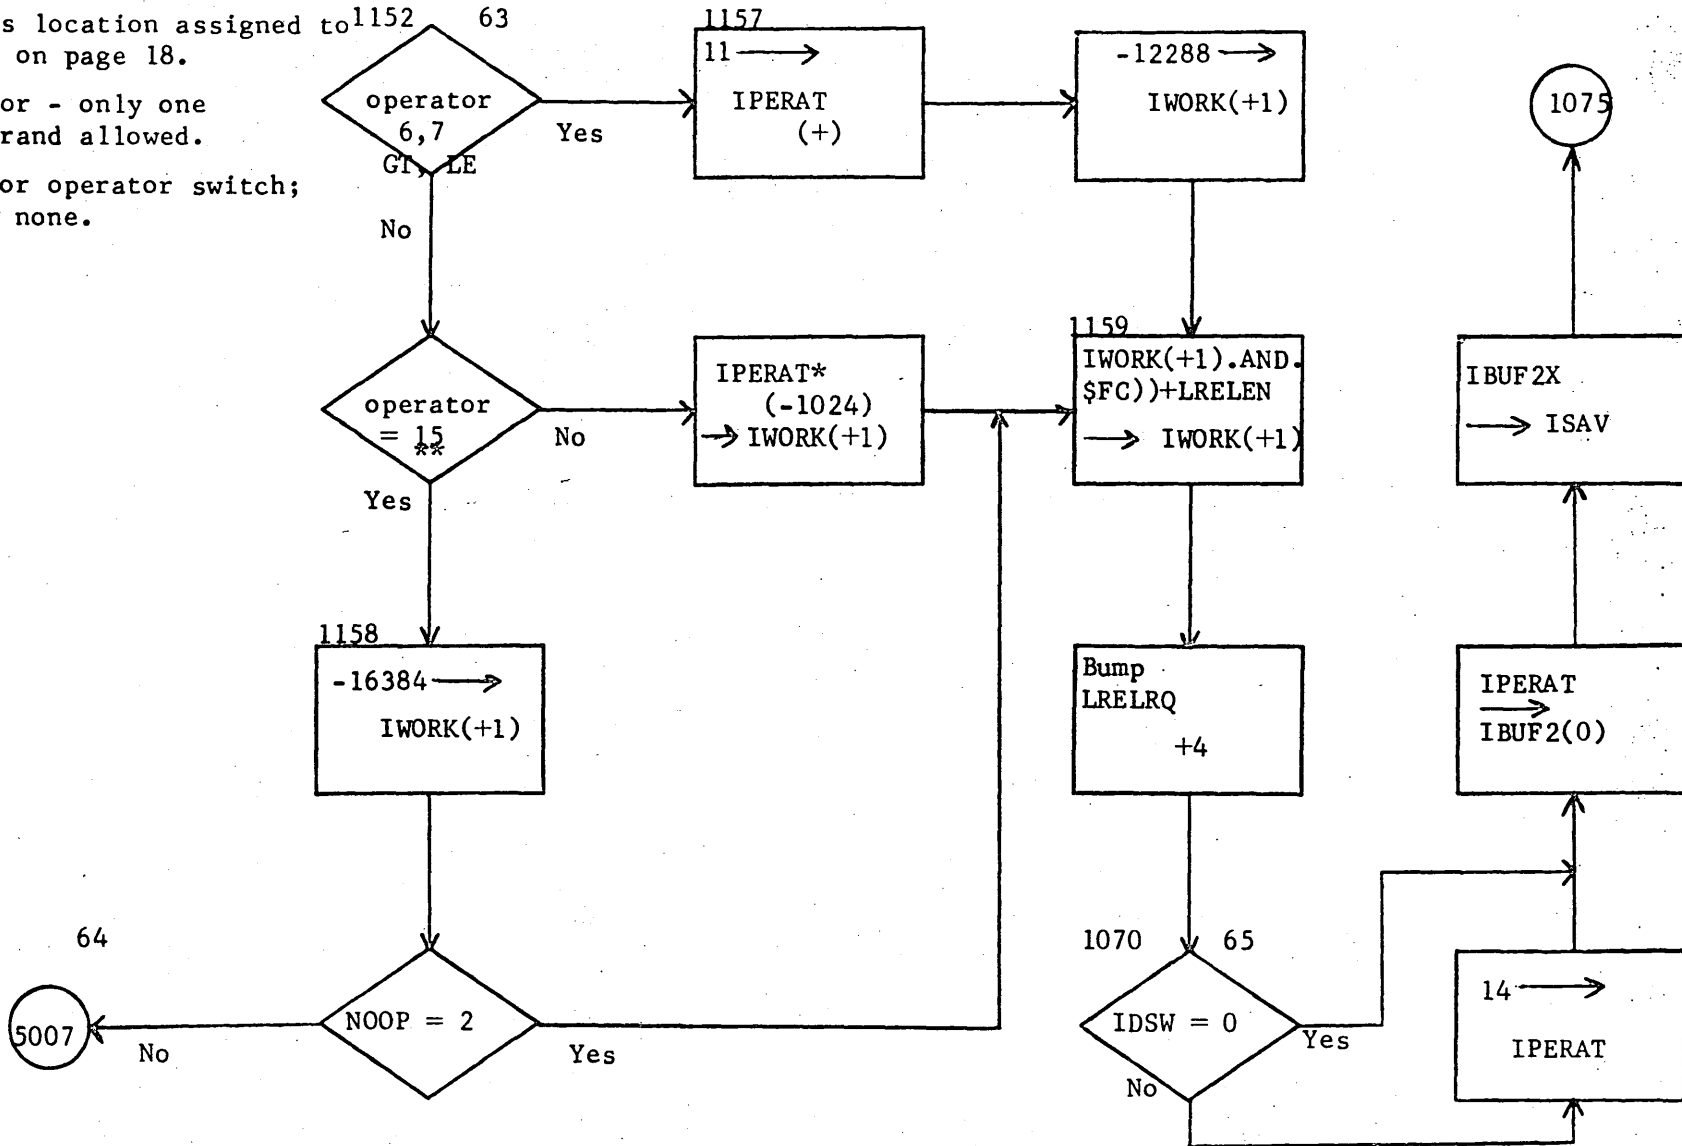 s location assigned to
on page 18.
or - only one
rand allowed.
or operator switch;
none.
1152 63
operator
6,7
GT, LE
Yes
No
1157
11
IPERAT
(+)
-12288
IWORK(+1)
1075
operator
= 15
**
No
Yes
IPERAT*
(-1024)
IWORK(+1)
1159
IWORK(+1).AND.
$FC))+LRELEN
IWORK(+1)
IBUF2X
ISAV
1158
-16384
IWORK(+1)
Bump
LRELRQ
+4
IPERAT
IBUF2(0)
64
5007
No
NOOP = 2
Yes
1070 65
IDSW = 0
Yes
No
14
IPERAT